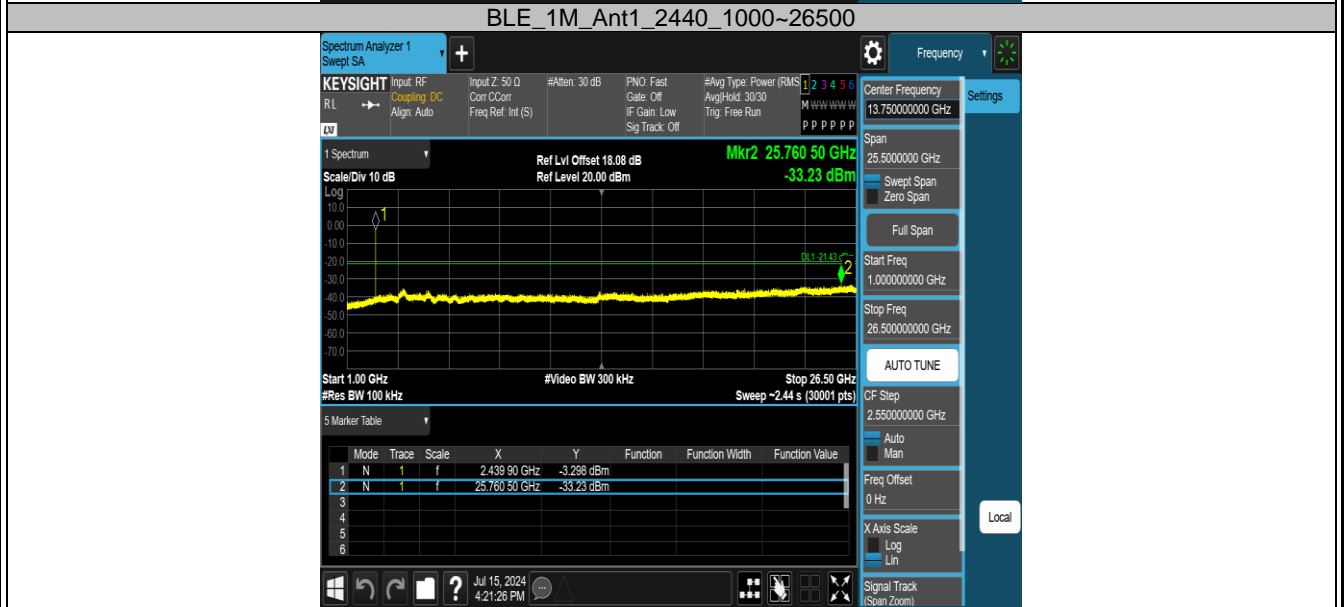 BLE_1M_Ant1_2440_1000~26500
Spectrum Analyzer 1
Swept SA
+
Frequency
KEYSIGHT
RL
LXI
Input: RF
Coupling: DC
Align: Auto
Input Z: 50 Ω
Corr CCorr
Freq Ref: Int (S)
#Atten: 30 dB
PNO: Fast
Gate: Off
IF Gain: Low
Sig Track: Off
#Avg Type: Power (RMS
Avg|Hold: 30/30
Trig: Free Run
1 2 3 4 5 6
M W W W W W
P P P P P P
Center Frequency
13.750000000 GHz
Settings
Span
25.5000000 GHz
Swept Span
Zero Span
Full Span
Start Freq
1.000000000 GHz
Stop Freq
26.500000000 GHz
AUTO TUNE
CF Step
2.550000000 GHz
Auto
Man
Freq Offset
0 Hz
X Axis Scale
Log
Lin
Local
Signal Track
(Span Zoom)
1 Spectrum
Scale/Div 10 dB
Ref Lvl Offset 18.08 dB
Ref Level 20.00 dBm
Mkr2 25.760 50 GHz
-33.23 dBm
Log
10.0
0.00
-10.0
-20.0
-30.0
-40.0
-50.0
-60.0
-70.0
1
DL1 -21.43
2
Start 1.00 GHz
#Res BW 100 kHz
#Video BW 300 kHz
Stop 26.50 GHz
Sweep ~2.44 s (30001 pts)
5 Marker Table
Mode Trace Scale X Y Function Function Width Function Value
1 N 1 f 2.439 90 GHz -3.298 dBm
2 N 1 f 25.760 50 GHz -33.23 dBm
3
4
5
6
?
Jul 15, 2024
4:21:26 PM